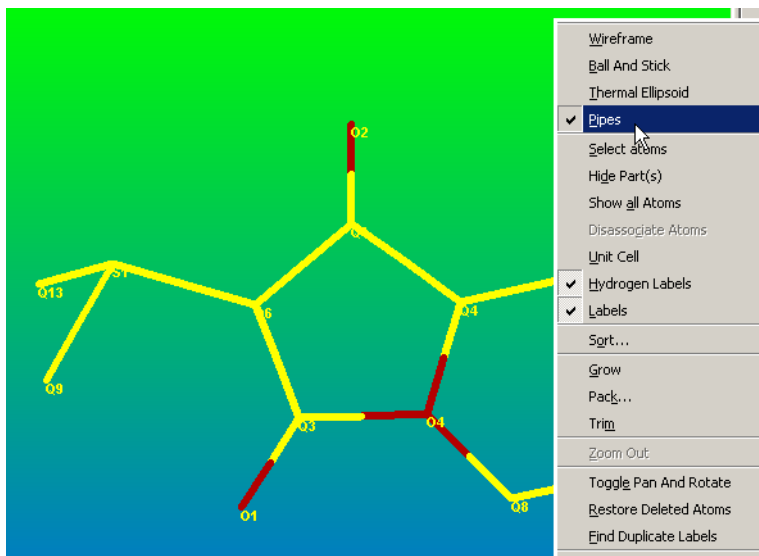 O2
Q
S1
Q13
Q6
Q4
Q9
Q3
O4
O1
Q8
Wireframe
Ball And Stick
Thermal Ellipsoid
Pipes
Select atoms
Hide Part(s)
Show all Atoms
Disassociate Atoms
Unit Cell
Hydrogen Labels
Labels
Sort...
Grow
Pack...
Trim
Zoom Out
Toggle Pan And Rotate
Restore Deleted Atoms
Find Duplicate Labels